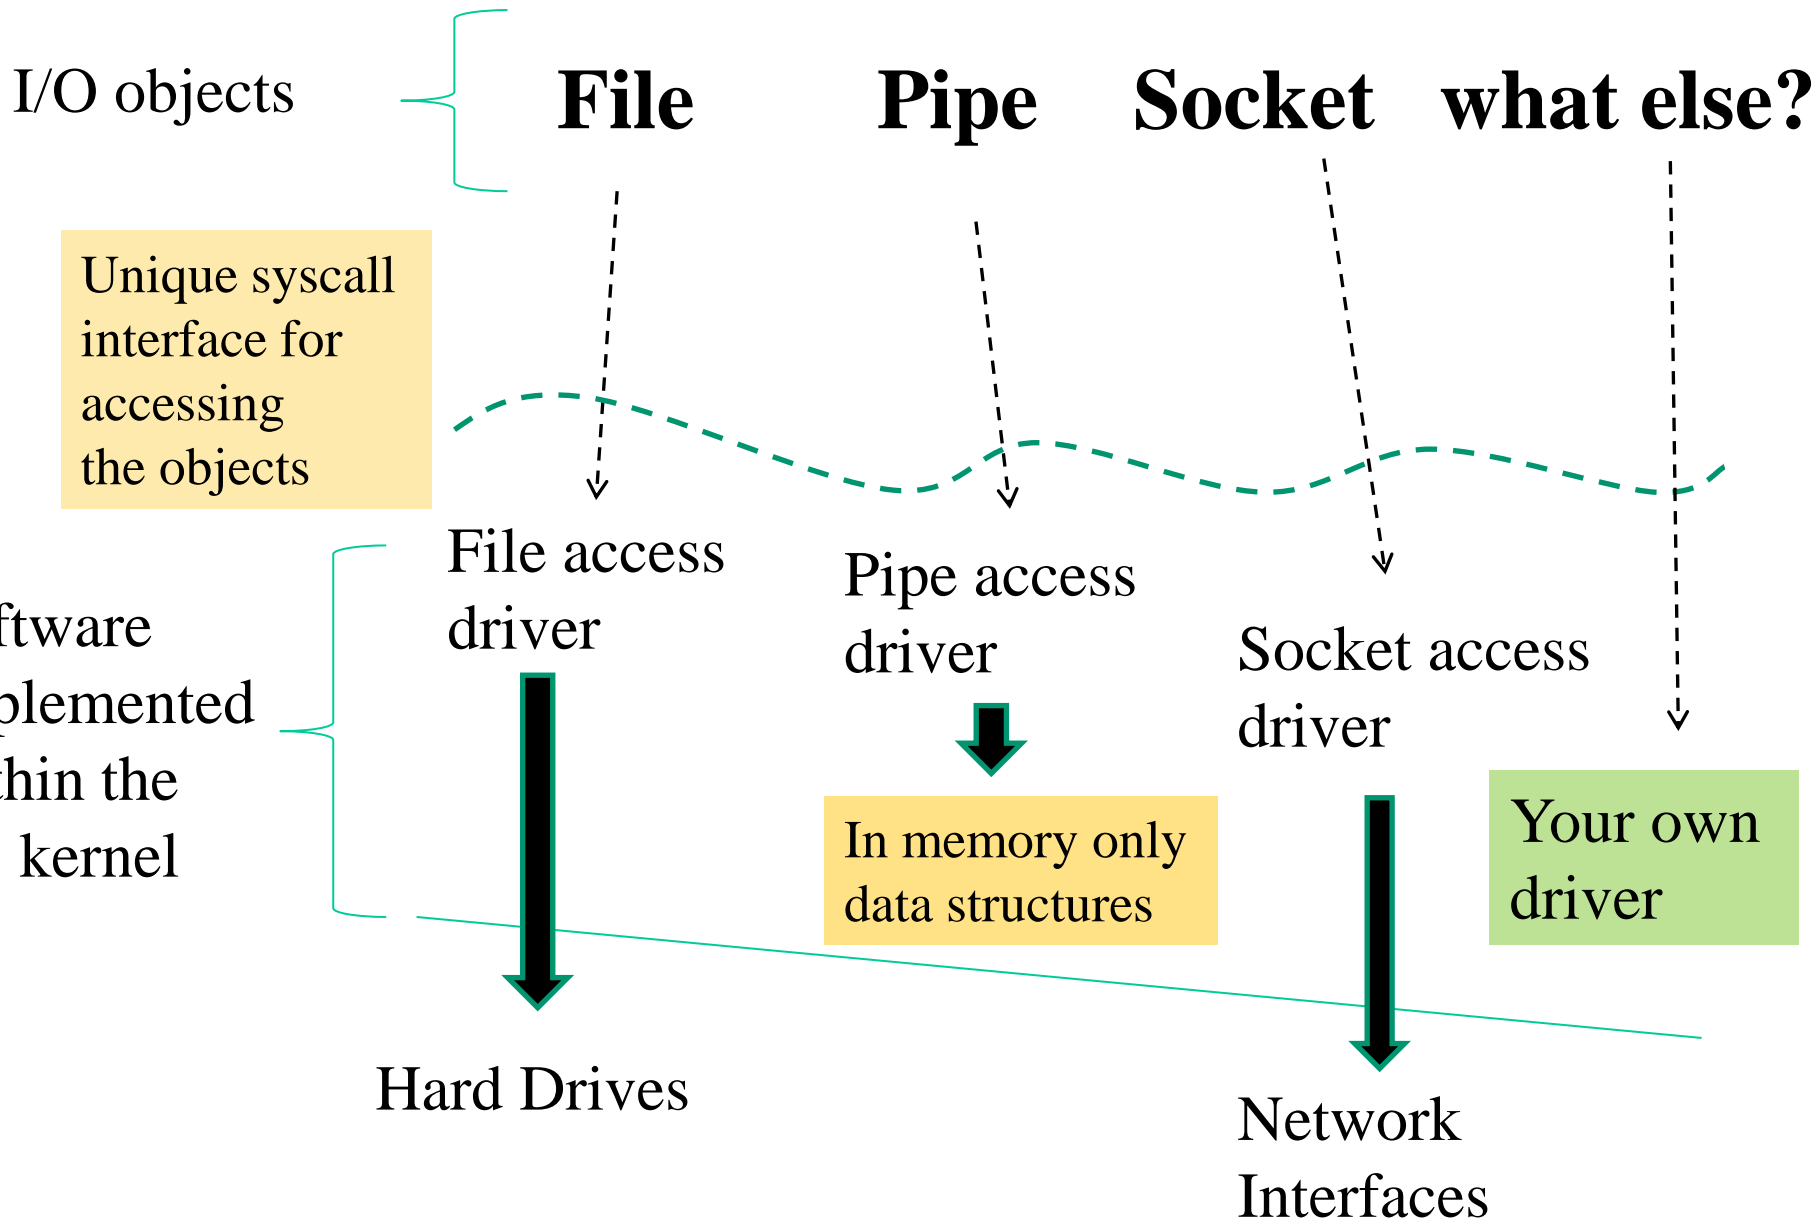 I/O objects
File
Pipe
Socket
what else?
Unique syscall
interface for
accessing
the objects
File access
driver
Pipe access
driver
Socket access
driver
ftware
plemented
thin the
kernel
In memory only
data structures
Your own
driver
Hard Drives
Network
Interfaces